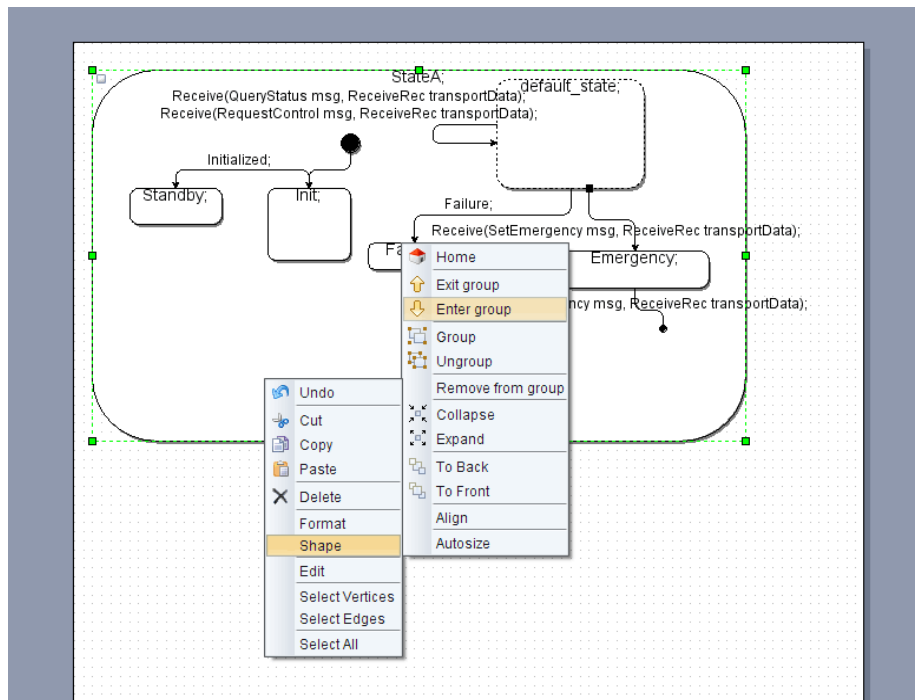 StateA;
default_state;
Receive(QueryStatus msg, ReceiveRec transportData);
Receive(RequestControl msg, ReceiveRec transportData);
Initialized;
Standby;
Init;
Failure;
Receive(SetEmergency msg, ReceiveRec transportData);
Fa
Emergency;
ncy msg, ReceiveRec transportData);
Home
Exit group
Enter group
Group
Ungroup
Remove from group
Collapse
Expand
To Back
To Front
Align
Autosize
Undo
Cut
Copy
Paste
Delete
Format
Shape
Edit
Select Vertices
Select Edges
Select All